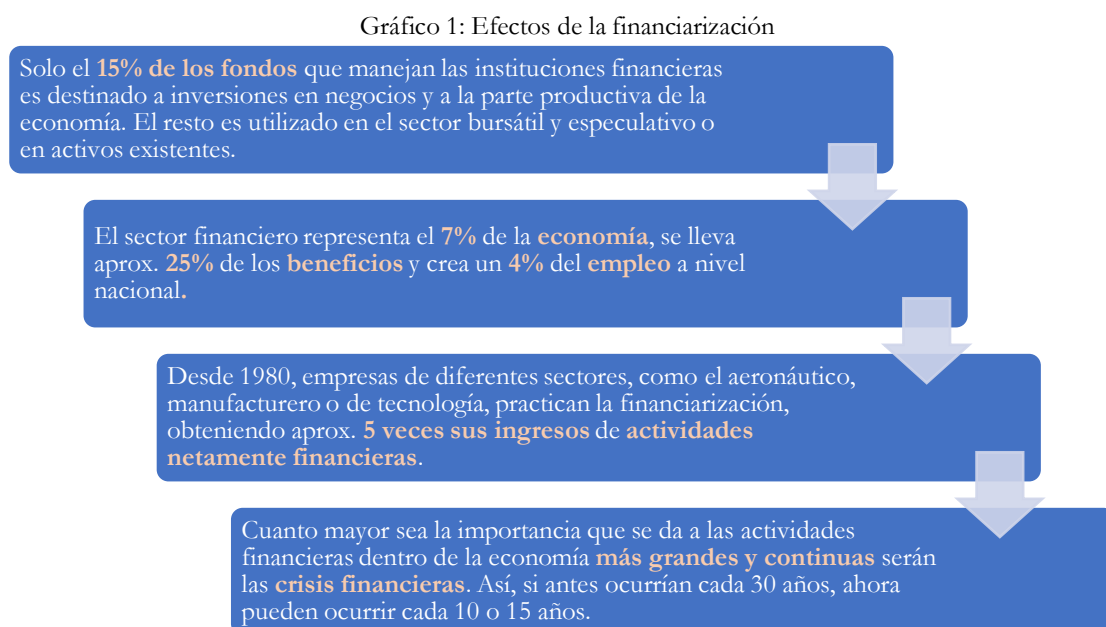 Gráfico 1: Efectos de la financiarización
Solo el 15% de los fondos que manejan las instituciones financieras
es destinado a inversiones en negocios y a la parte productiva de la
economía. El resto es utilizado en el sector bursátil y especulativo o
en activos existentes.
El sector financiero representa el 7% de la economía, se lleva
aprox. 25% de los beneficios y crea un 4% del empleo a nivel
nacional.
Desde 1980, empresas de diferentes sectores, como el aeronáutico,
manufacturero o de tecnología, practican la financiarización,
obteniendo aprox. 5 veces sus ingresos de actividades
netamente financieras.
Cuanto mayor sea la importancia que se da a las actividades
financieras dentro de la economía más grandes y continuas serán
las crisis financieras. Así, si antes ocurrían cada 30 años, ahora
pueden ocurrir cada 10 o 15 años.